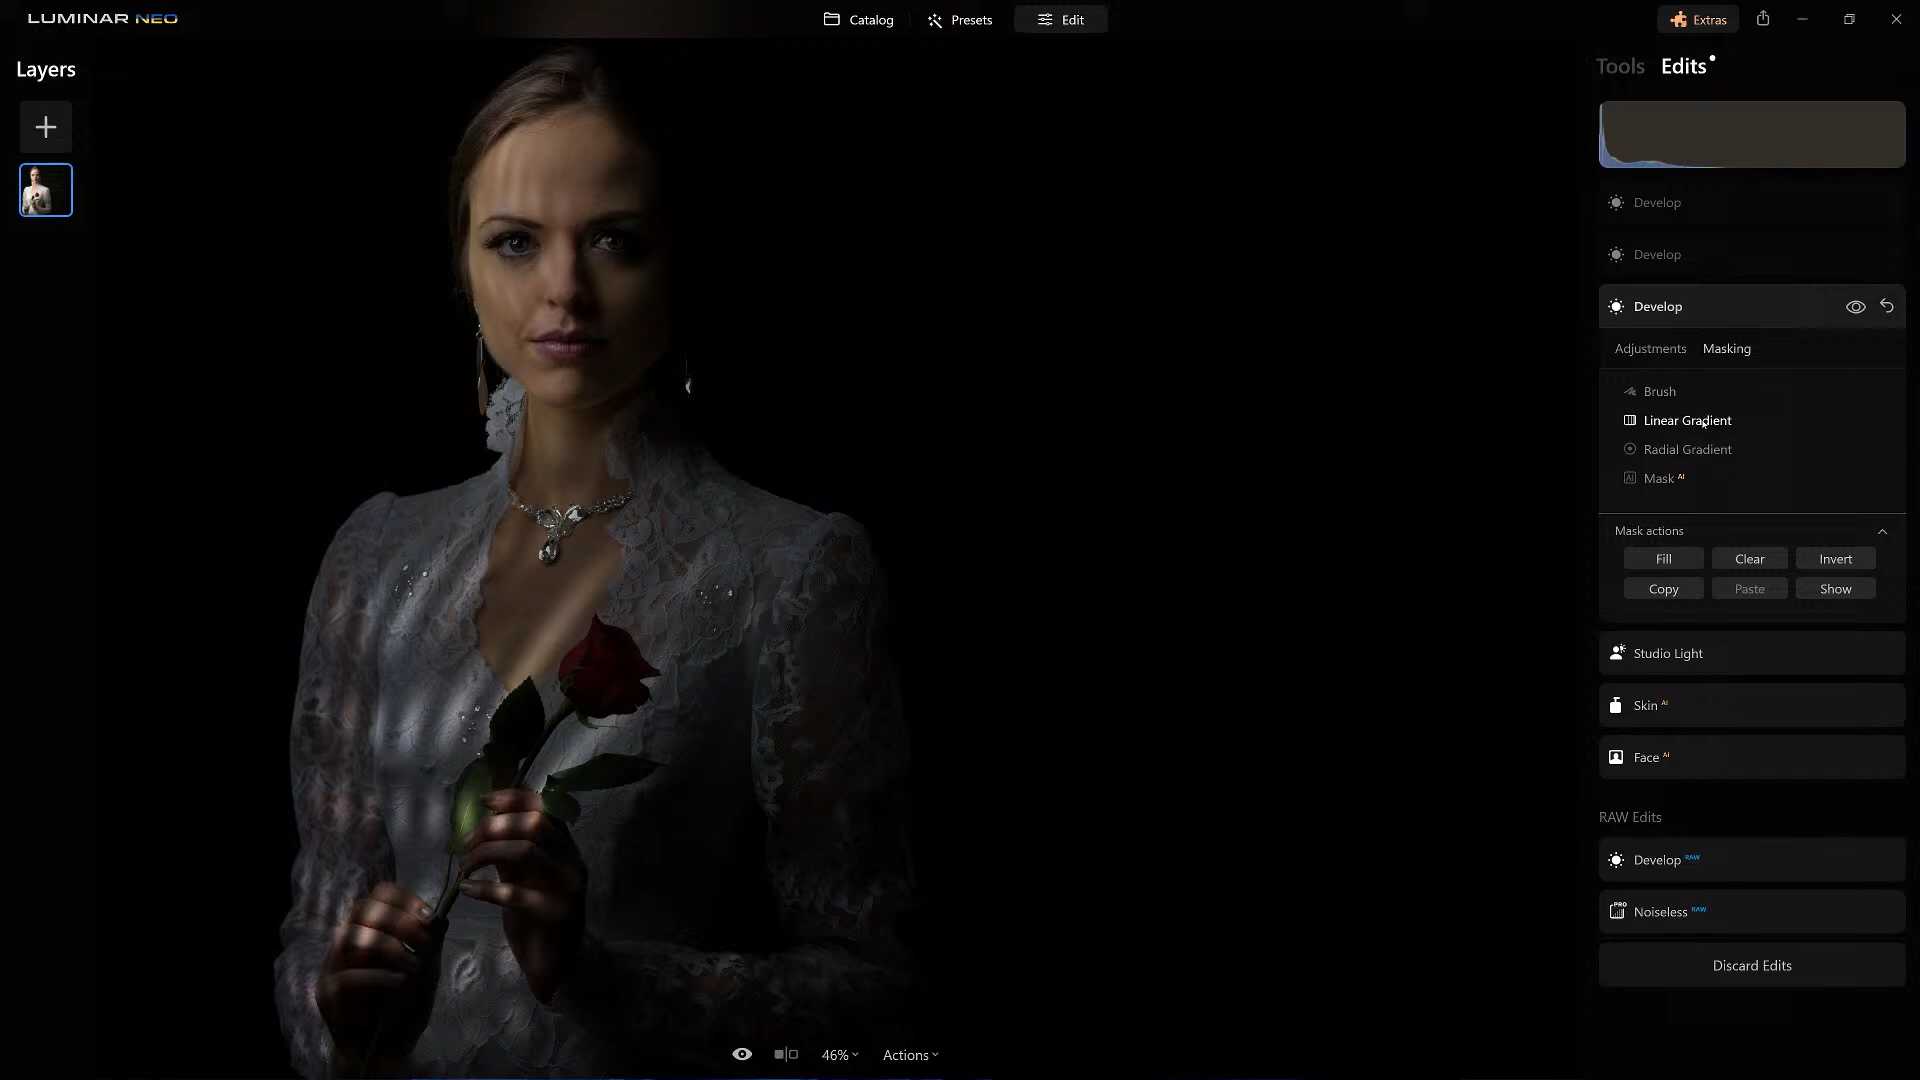 LUMINAR NEO
Catalog
Presets
Edit
Extras
Layers
Tools
Edits
Develop
Develop
Develop
Adjustments
Masking
Brush
Linear Gradient
Radial Gradient
Mask AI
Mask actions
Fill
Clear
Invert
Copy
Paste
Show
Studio Light
Skin AI
Face AI
RAW Edits
Develop RAW
PRO
Noiseless RAW
Discard Edits
46%
Actions